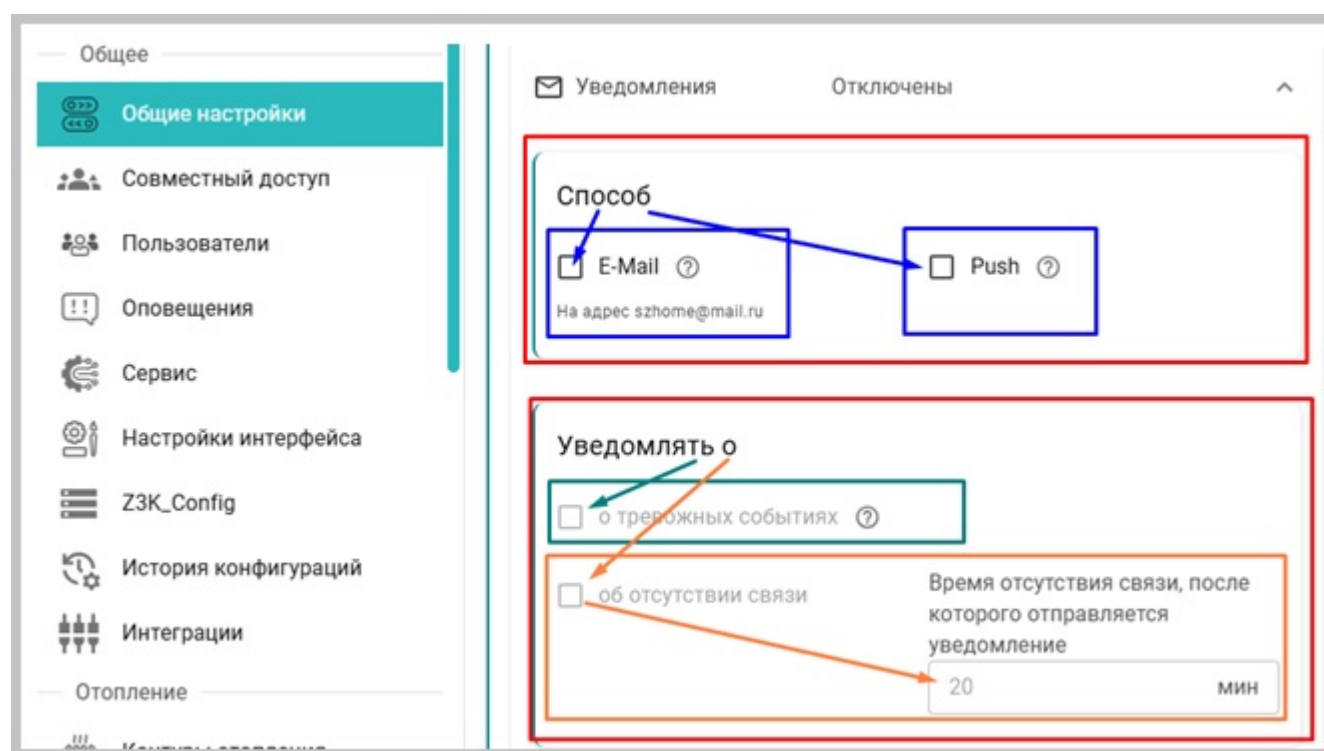 Общее
Общие настройки
Совместный доступ
Пользователи
Оповещения
Сервис
Настройки интерфейса
Z3K_Config
История конфигураций
Интеграции
Отопление
Контуры отопления
Уведомления Отключены
Способ
E-Mail Push
На адрес szhome@mail.ru
Уведомлять о
о тревожных событиях
об отсутствии связи
Время отсутствия связи, после
которого отправляется
уведомление
20 мин